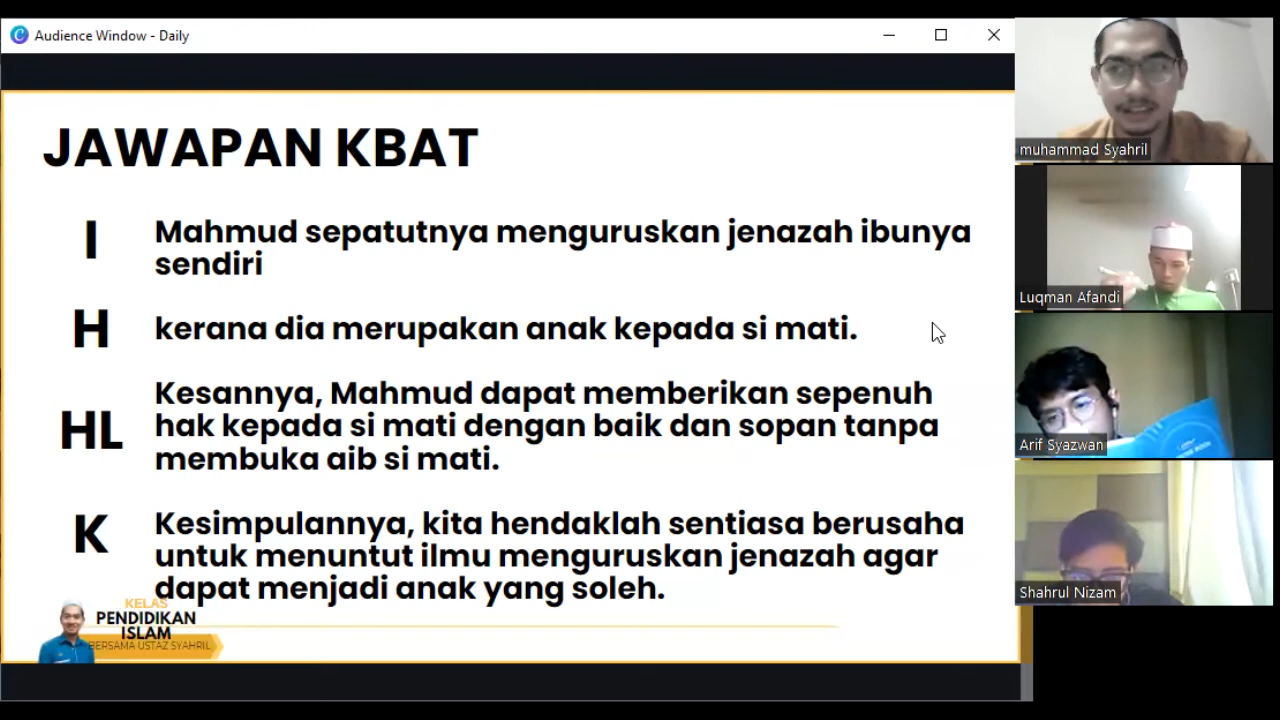 Audience Window - Daily
JAWAPAN KBAT
I
Mahmud sepatutnya menguruskan jenazah ibunya
sendiri
H
kerana dia merupakan anak kepada si mati.
HL
Kesannya, Mahmud dapat memberikan sepenuh
hak kepada si mati dengan baik dan sopan tanpa
membuka aib si mati.
K
Kesimpulannya, kita hendaklah sentiasa berusaha
untuk menuntut ilmu menguruskan jenazah agar
dapat menjadi anak yang soleh.
KELAS
PENDIDIKAN
ISLAM
BERSAMA USTAZ SYAHRIL
muhammad Syahril
Luqman Afandi
Arif Syazwan
Shahrul Nizam